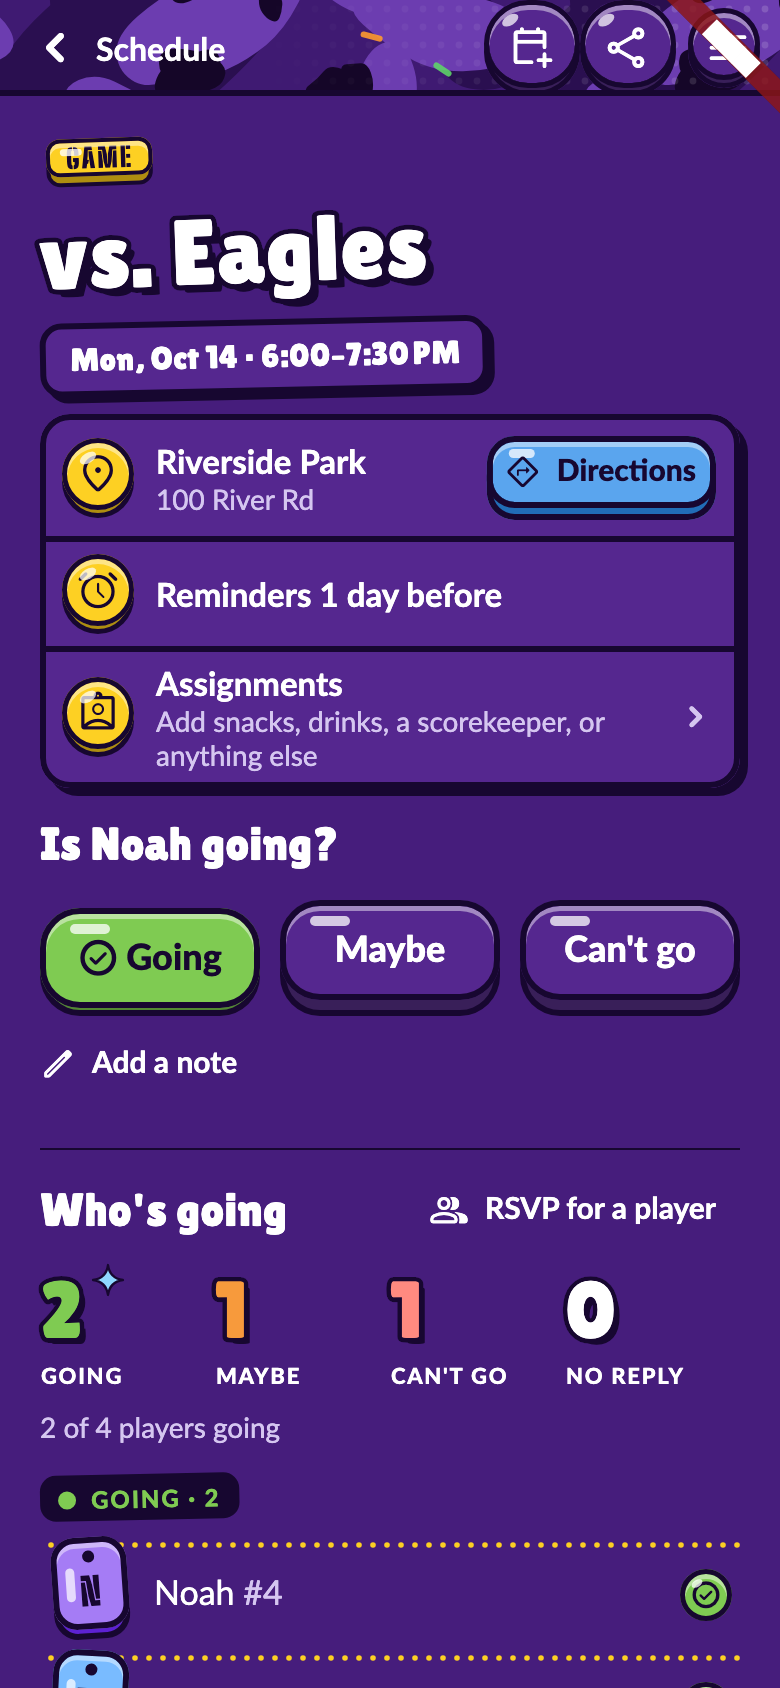 Schedule
GAME
vs. Eagles
Mon, Oct 14 · 6:00–7:30 PM
Riverside Park
100 River Rd
Directions
Reminders 1 day before
Assignments
Add snacks, drinks, a scorekeeper, or
anything else
Is Noah going?
Going
Maybe
Can't go
Add a note
Who's going
RSVP for a player
2
1
1
0
GOING
MAYBE
CAN'T GO
NO REPLY
2 of 4 players going
GOING · 2
N
Noah #4